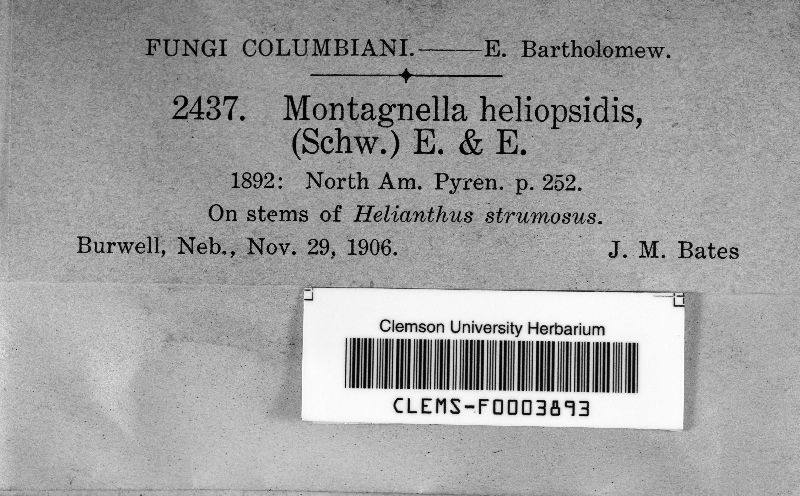 FUNGI COLUMBIANI.——E. Bartholomew.
2437. Montagnella heliopsidis,
(Schw.) E. & E.
1892: North Am. Pyren. p. 252.
On stems of Helianthus strumosus.
Burwell, Neb., Nov. 29, 1906. J. M. Bates
Clemson University Herbarium
CLEMS-F0003893